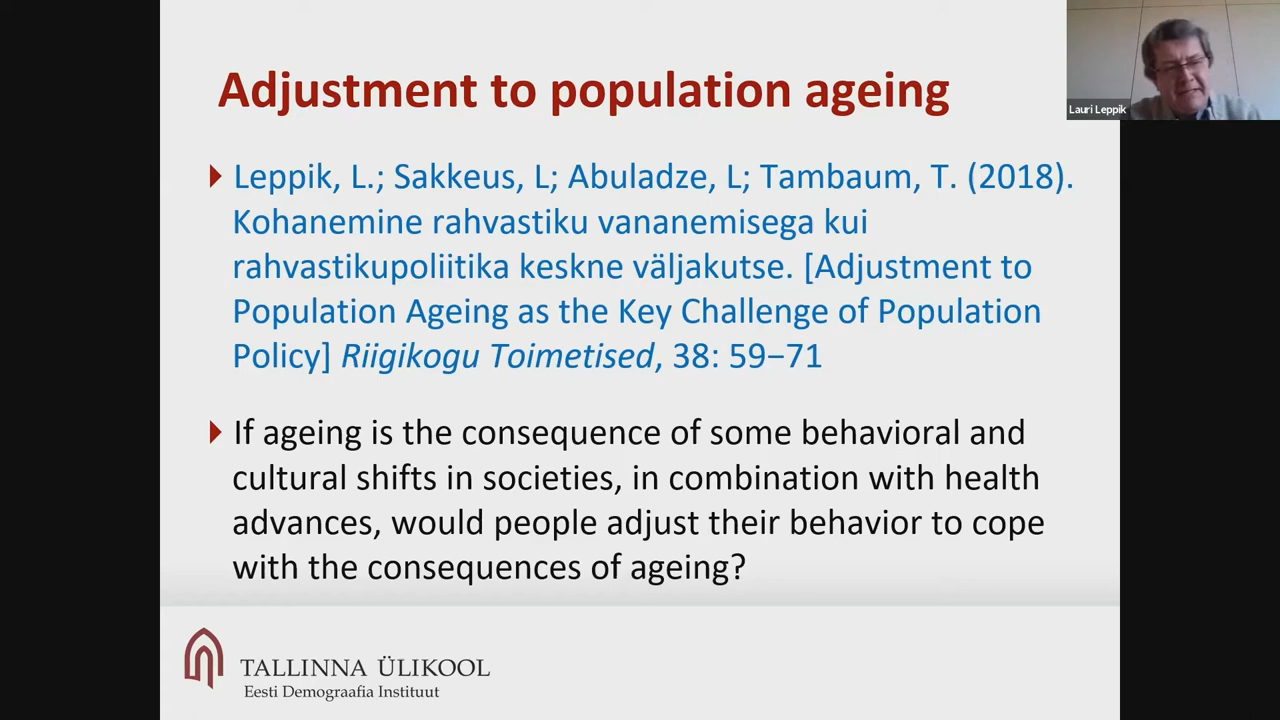 Adjustment to population ageing
Lauri Leppik
Leppik, L.; Sakkeus, L; Abuladze, L; Tambaum, T. (2018).
Kohanemine rahvastiku vananemisega kui
rahvastikupoliitika keskne väljakutse. [Adjustment to
Population Ageing as the Key Challenge of Population
Policy] Riigikogu Toimetised, 38: 59−71
If ageing is the consequence of some behavioral and
cultural shifts in societies, in combination with health
advances, would people adjust their behavior to cope
with the consequences of ageing?
TALLINNA ÜLIKOOL
Eesti Demograafia Instituut